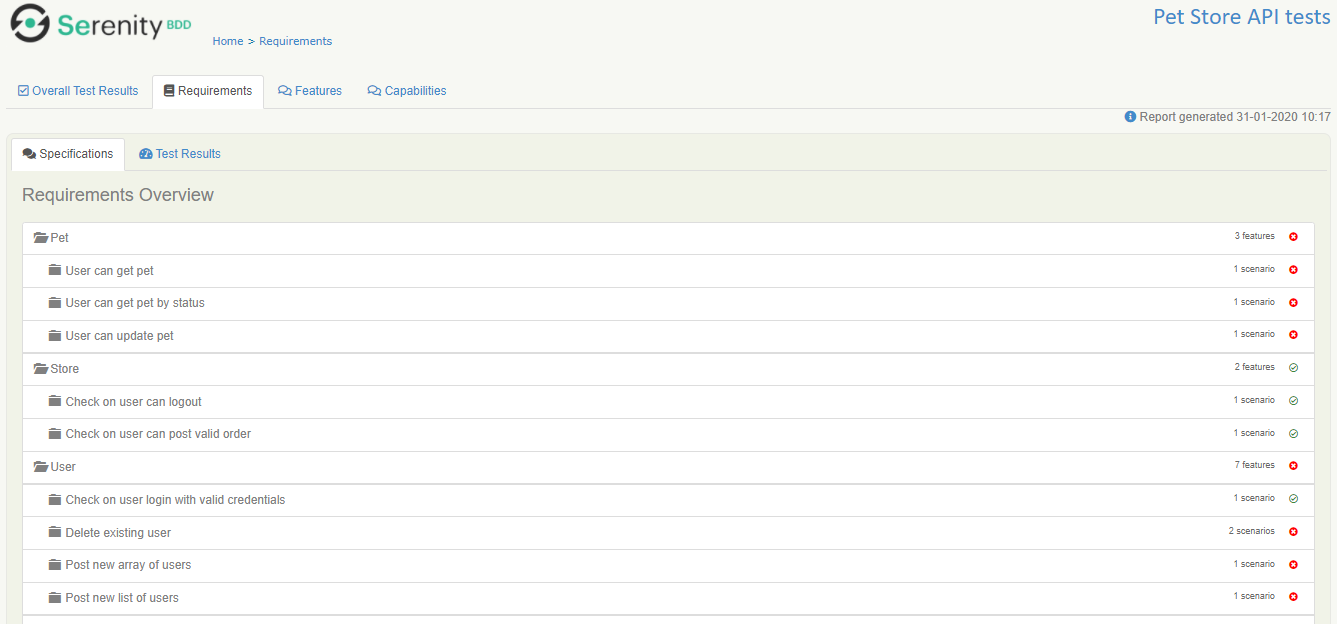 Serenity BDD
Home > Requirements
Pet Store API tests
Overall Test Results
Requirements
Features
Capabilities
Report generated 31-01-2020 10:17
Specifications
Test Results
Requirements Overview
Pet 3 features
User can get pet 1 scenario
User can get pet by status 1 scenario
User can update pet 1 scenario
Store 2 features
Check on user can logout 1 scenario
Check on user can post valid order 1 scenario
User 7 features
Check on user login with valid credentials 1 scenario
Delete existing user 2 scenarios
Post new array of users 1 scenario
Post new list of users 1 scenario